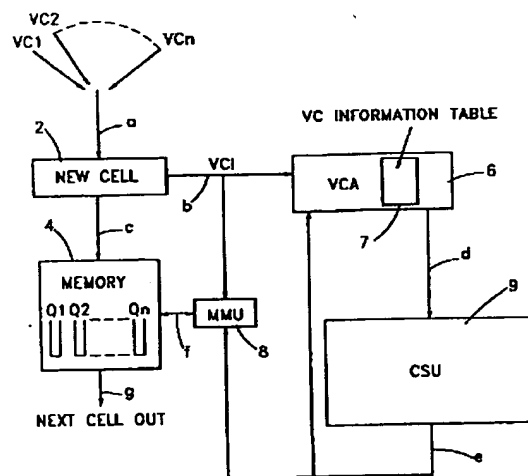 VC2
VC1
VCn
a
2
NEW CELL
VCI
b
VC INFORMATION TABLE
VCA
6
7
c
d
4
MEMORY
Q1 Q2 Qn
f
MMU
8
9
CSU
g
NEXT CELL OUT
e